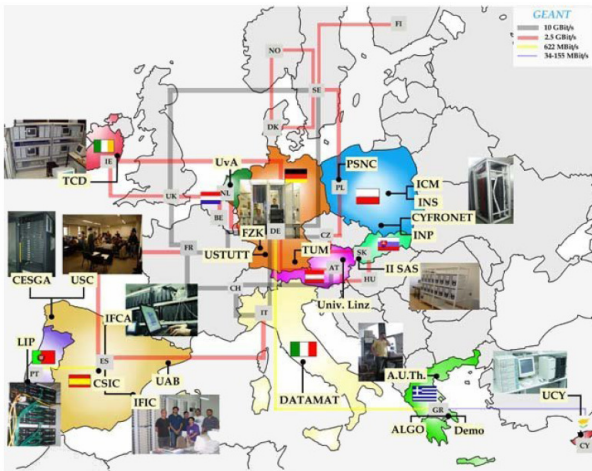 GEANT
10 GBit/s
2.5 GBit/s
622 MBit/s
34-155 MBit/s
FI
NO
SE
DK
IE
TCD
UvA
PSNC
ICM
INS
CYFRONET
INP
PL
UK
NL
BE
FZK
DE
CZ
USTUTT
TUM
SK
II SAS
AT
HU
Univ. Linz
FR
CH
IT
CESGA
USC
IFCA
LIP
PT
ES
CSIC
UAB
IFIC
DATAMAT
A.U.Th.
GR
ALGO
Demo
UCY
CY